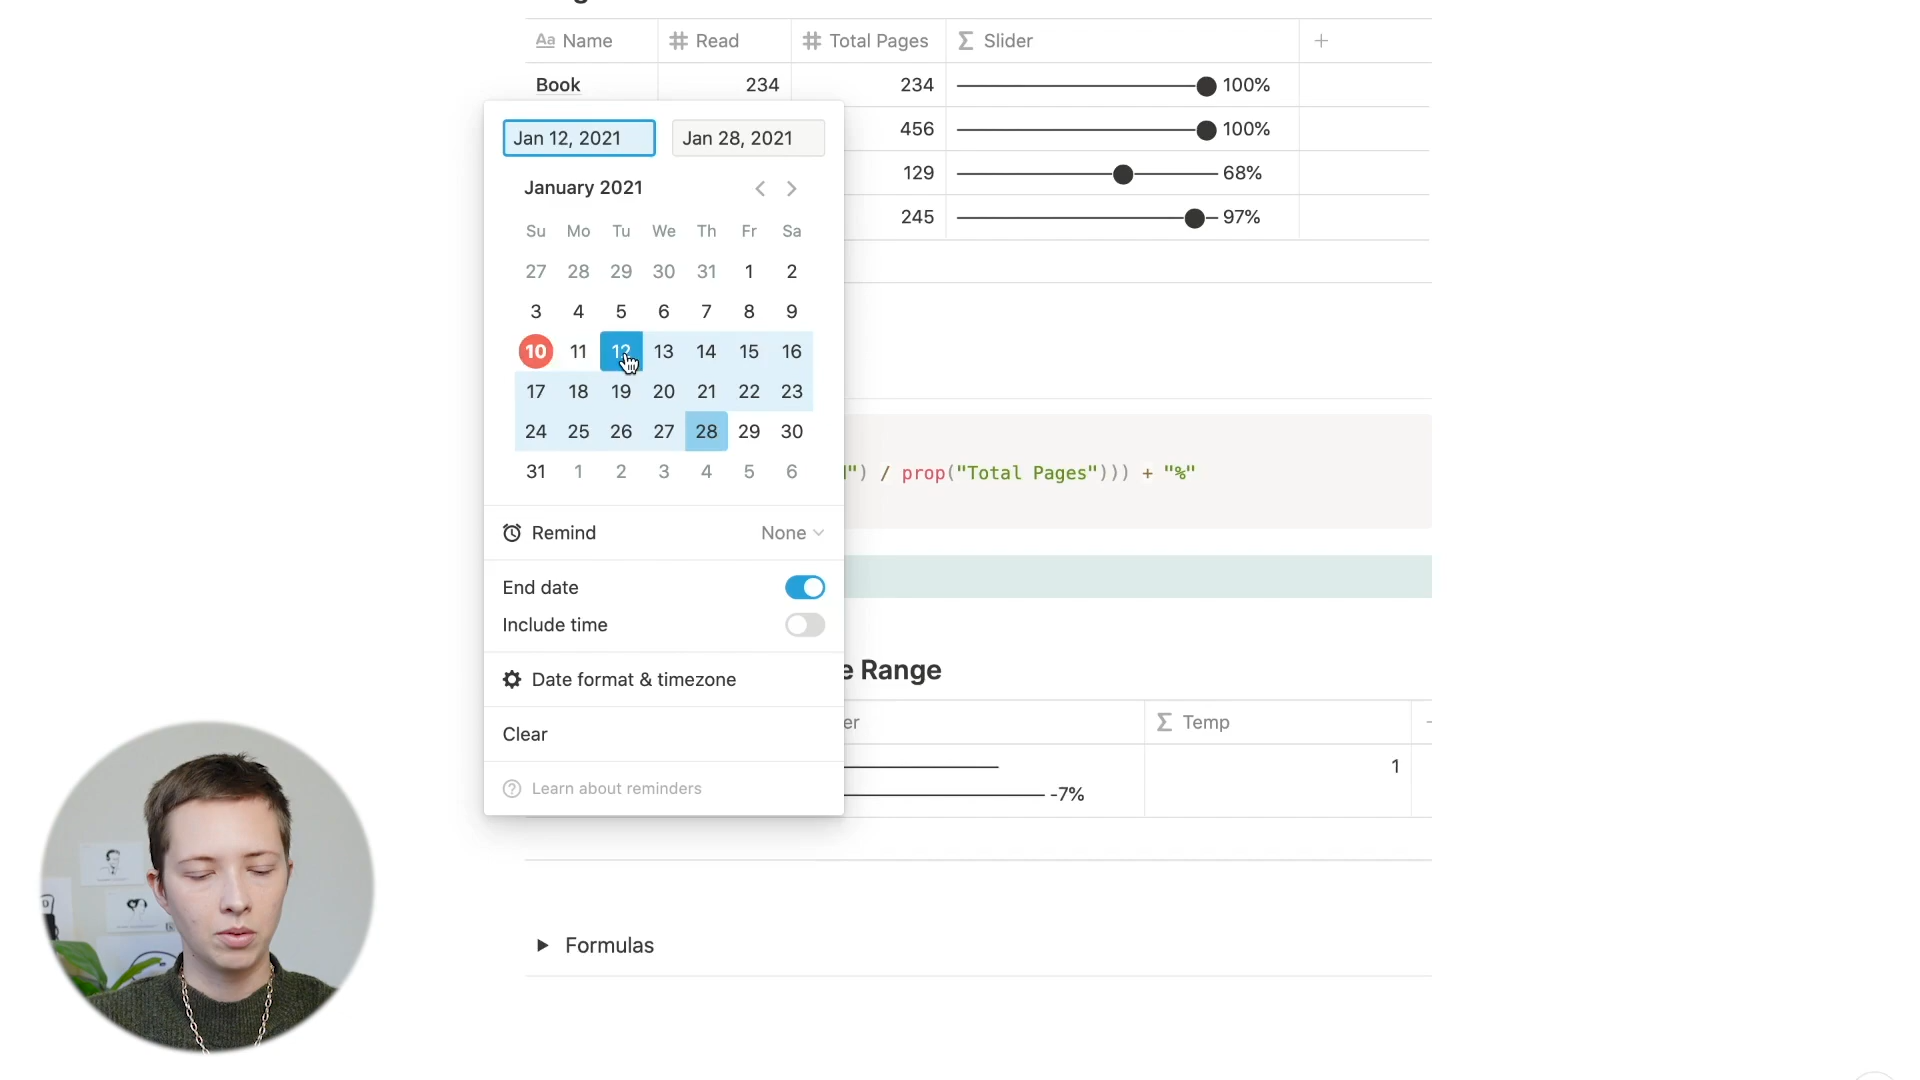 Aa Name # Read # Total Pages Σ Slider +
Book 234 234 100%
456 100%
129 68%
245 97%
Jan 12, 2021 Jan 28, 2021
January 2021
Su Mo Tu We Th Fr Sa
27 28 29 30 31 1 2
3 4 5 6 7 8 9
10 11 12 13 14 15 16
17 18 19 20 21 22 23
24 25 26 27 28 29 30
31 1 2 3 4 5 6
") / prop("Total Pages"))) + "%"
Remind None
End date
Include time
Date format & timezone
Clear
? Learn about reminders
e Range
er Σ Temp
1
-7%
Formulas